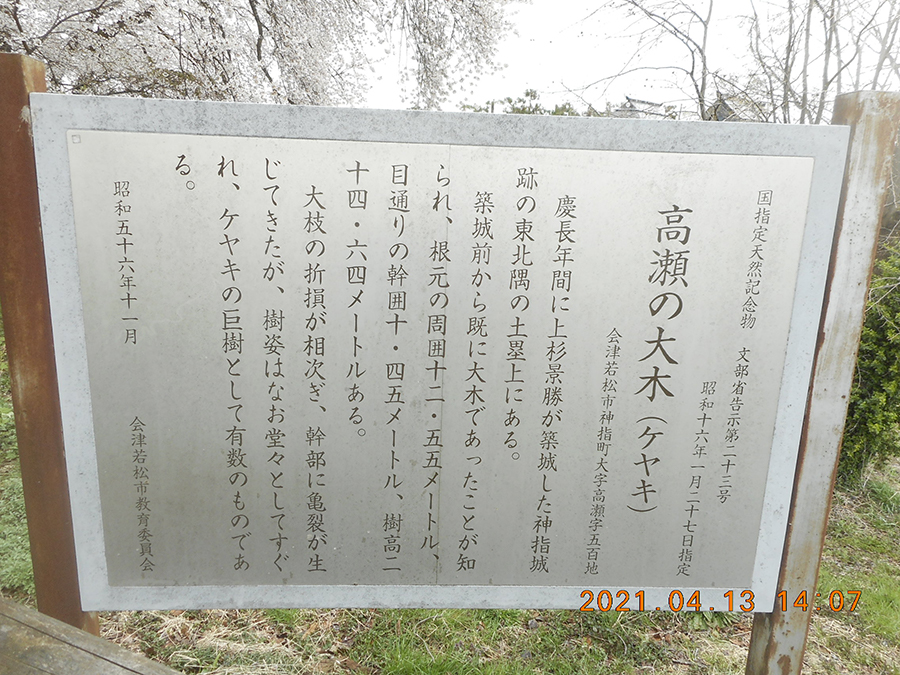 国指定天然記念物　文部省告示第二十三号
昭和十六年一月二十七日指定
高瀬の大木（ケヤキ）
会津若松市神指町大字高瀬字五百地
慶長年間に上杉景勝が築城した神指城
跡の東北隅の土塁上にある。
築城前から既に大木であったことが知
られ、根元の周囲十二・五五メートル、
目通りの幹囲十・四五メートル、樹高二
十四・六四メートルある。
大枝の折損が相次ぎ、幹部に亀裂が生
じてきたが、樹姿はなお堂々としてすぐ
れ、ケヤキの巨樹として有数のものであ
る。
昭和五十六年十一月
会津若松市教育委員会
2021.04.13 14:07